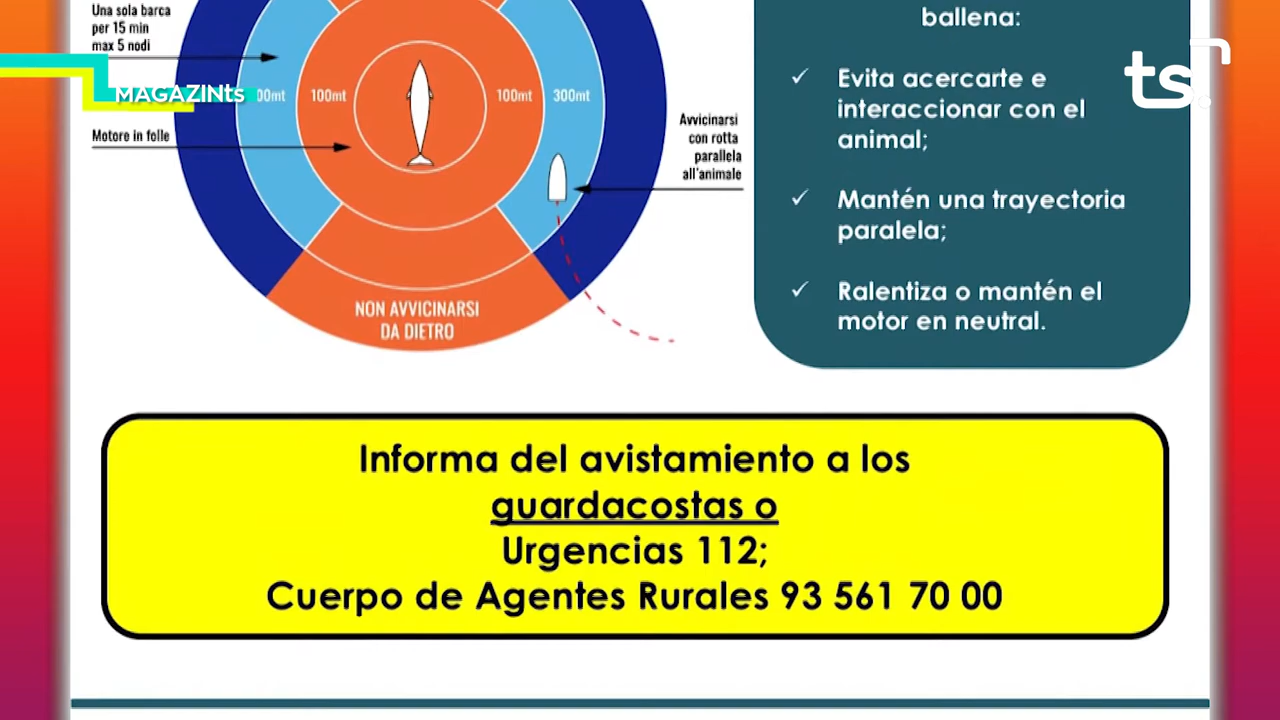 Una sola barca
per 15 min
max 5 nodi
MAGAZINts
100mt
100mt
300mt
Motore in folle
Avvicinarsi
con rotta
parallela
all'animale
NON AVVICINARSI
DA DIETRO
ballena:
ts.
✓ Evita acercarte e
interaccionar con el
animal;
✓ Mantén una trayectoria
paralela;
✓ Ralentiza o mantén el
motor en neutral.
Informa del avistamiento a los
guardacostas o
Urgencias 112;
Cuerpo de Agentes Rurales 93 561 70 00